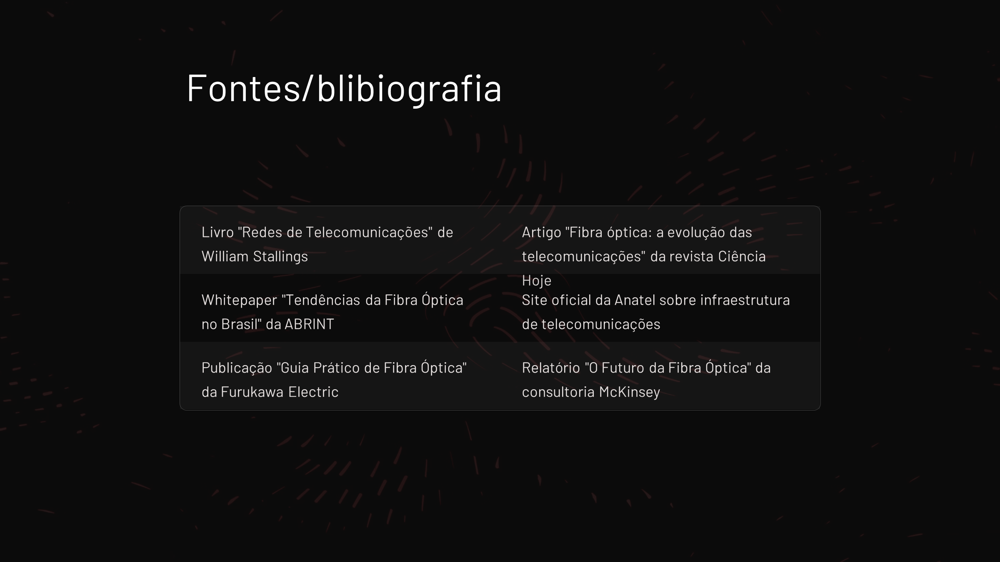 Fontes/blibiografia
Livro "Redes de Telecomunicações" de
William Stallings
Artigo "Fibra óptica: a evolução das
telecomunicações" da revista Ciência
Hoje
Whitepaper "Tendências da Fibra Óptica
no Brasil" da ABRINT
Site oficial da Anatel sobre infraestrutura
de telecomunicações
Publicação "Guia Prático de Fibra Óptica"
da Furukawa Electric
Relatório "O Futuro da Fibra Óptica" da
consultoria McKinsey